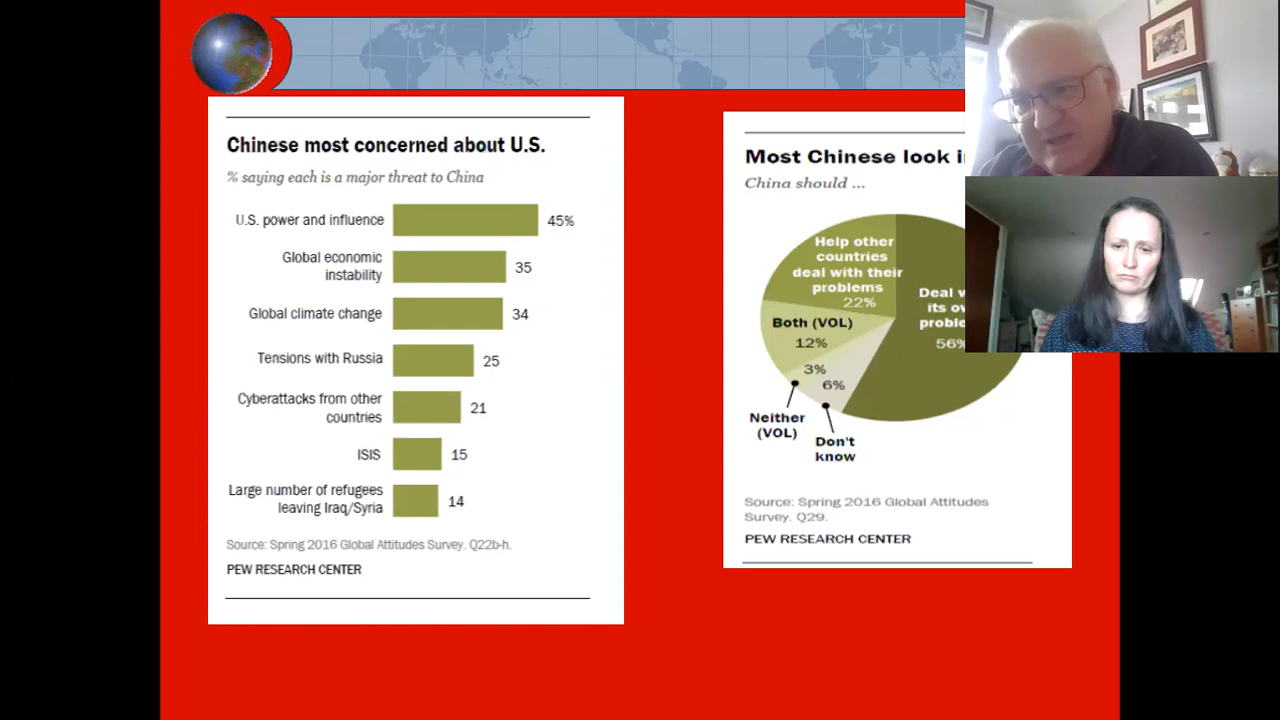 Chinese most concerned about U.S.
% saying each is a major threat to China
U.S. power and influence 45%
Global economic
instability 35
Global climate change 34
Tensions with Russia 25
Cyberattacks from other
countries 21
ISIS 15
Large number of refugees
leaving Iraq/Syria 14
Source: Spring 2016 Global Attitudes Survey. Q22b-h.
PEW RESEARCH CENTER
Most Chinese look
China should ...
Help other
countries
deal with their
problems
22%
Deal
its
56%
Both (VOL)
12%
3%
6%
Neither
(VOL)
Don't
know
Source: Spring 2016 Global Attitudes
Survey. Q29.
PEW RESEARCH CENTER